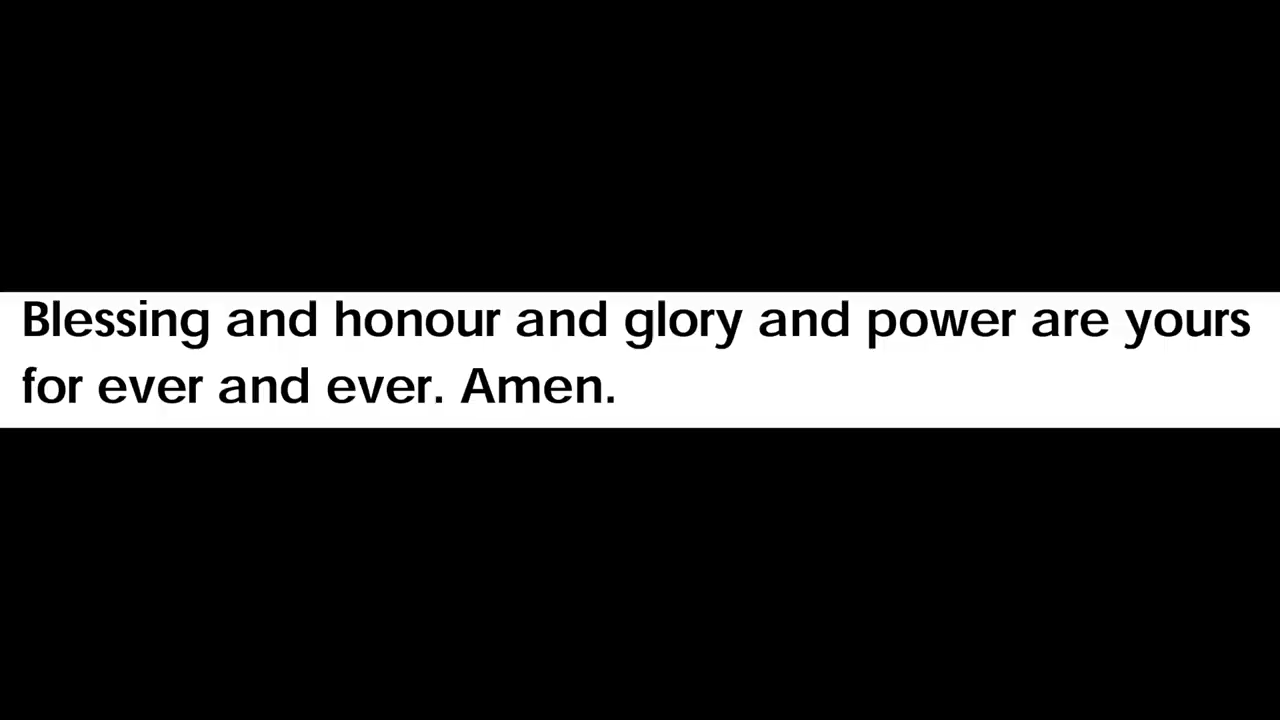 Blessing and honour and glory and power are yours
for ever and ever. Amen.